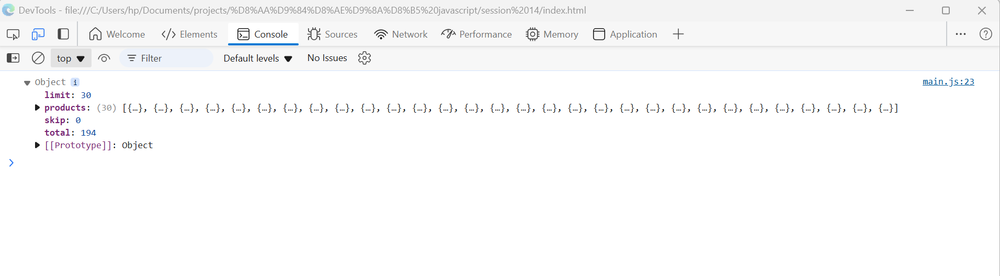 DevTools - file:///C:/Users/hp/Documents/projects/%D8%AA%D9%84%D8%AE%D9%8A%D8%B5%20javascript/session%2014/index.html
Welcome Elements Console Sources Network Performance Memory Application
top Filter Default levels No Issues
Object i main.js:23
limit: 30
products: (30) [{…}, {…}, {…}, {…}, {…}, {…}, {…}, {…}, {…}, {…}, {…}, {…}, {…}, {…}, {…}, {…}, {…}, {…}, {…}, {…}, {…}, {…}, {…}, {…}, {…}, {…}, {…}, {…}, {…}, {…}]
skip: 0
total: 194
[[Prototype]]: Object